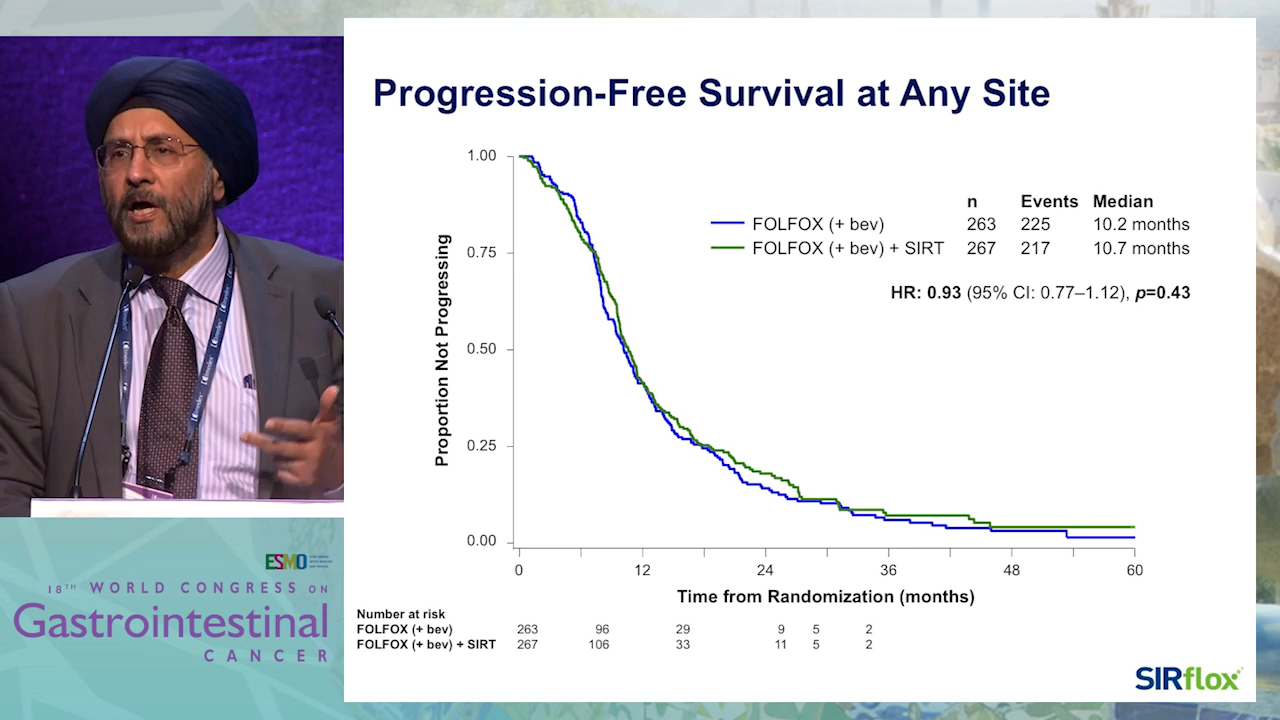 Progression-Free Survival at Any Site
1.00
0.75
0.50
0.25
0.00
Proportion Not Progressing
n Events Median
FOLFOX (+ bev) 263 225 10.2 months
FOLFOX (+ bev) + SIRT 267 217 10.7 months
HR: 0.93 (95% CI: 0.77–1.12), p=0.43
0 12 24 36 48 60
Time from Randomization (months)
Number at risk
FOLFOX (+ bev) 263 96 29 9 5 2
FOLFOX (+ bev) + SIRT 267 106 33 11 5 2
SIRflox
ESMO
18TH WORLD CONGRESS ON
Gastrointestinal
CANCER